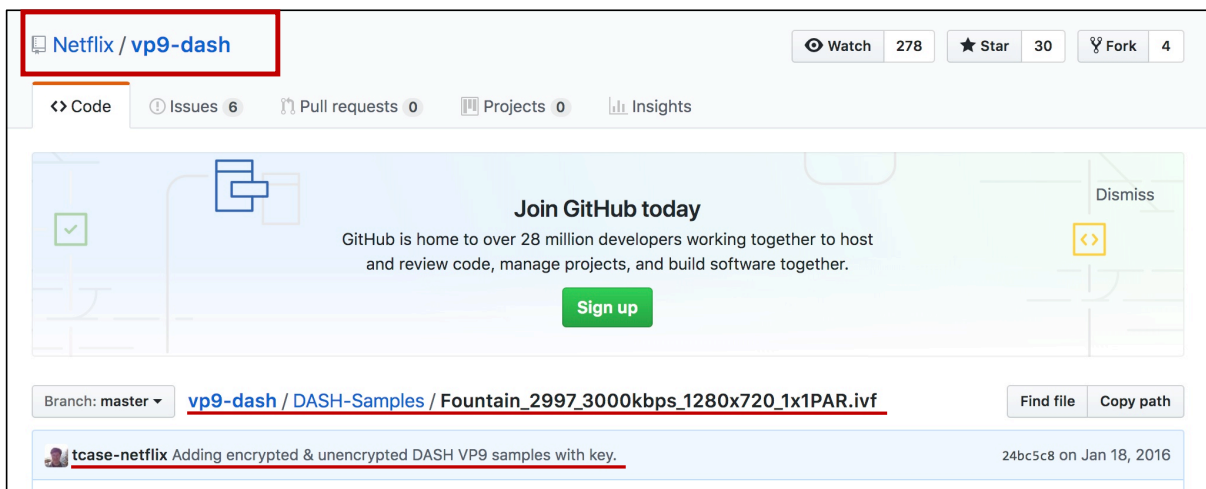 Netflix / vp9-dash
Watch 278 Star 30 Fork 4
<> Code Issues 6 Pull requests 0 Projects 0 Insights
Dismiss
Join GitHub today
GitHub is home to over 28 million developers working together to host
and review code, manage projects, and build software together.
Sign up
Branch: master vp9-dash / DASH-Samples / Fountain_2997_3000kbps_1280x720_1x1PAR.ivf Find file Copy path
tcase-netflix Adding encrypted & unencrypted DASH VP9 samples with key. 24bc5c8 on Jan 18, 2016